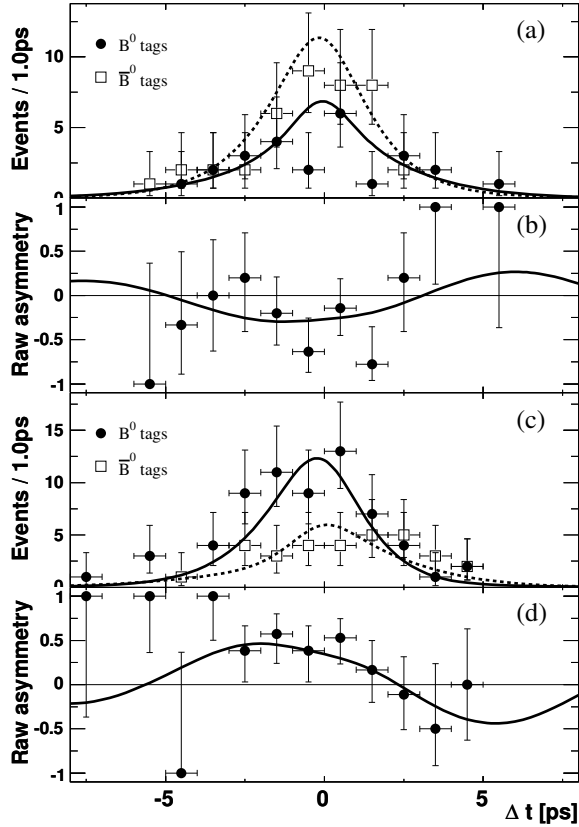 (a)
B⁰ tags
B̅⁰ tags
Events / 1.0ps
10
5
0
(b)
Raw asymmetry
1
0.5
0
-0.5
-1
(c)
B⁰ tags
B̅⁰ tags
Events / 1.0ps
15
10
5
0
(d)
Raw asymmetry
1
0.5
0
-0.5
-1
-5
0
5
Δ t [ps]